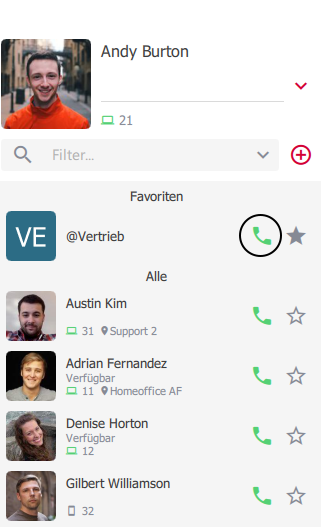 Andy Burton
21
Filter...
Favoriten
VE
@Vertrieb
Alle
Austin Kim
31 Support 2
Adrian Fernandez
Verfügbar
11 Homeoffice AF
Denise Horton
Verfügbar
12
Gilbert Williamson
32